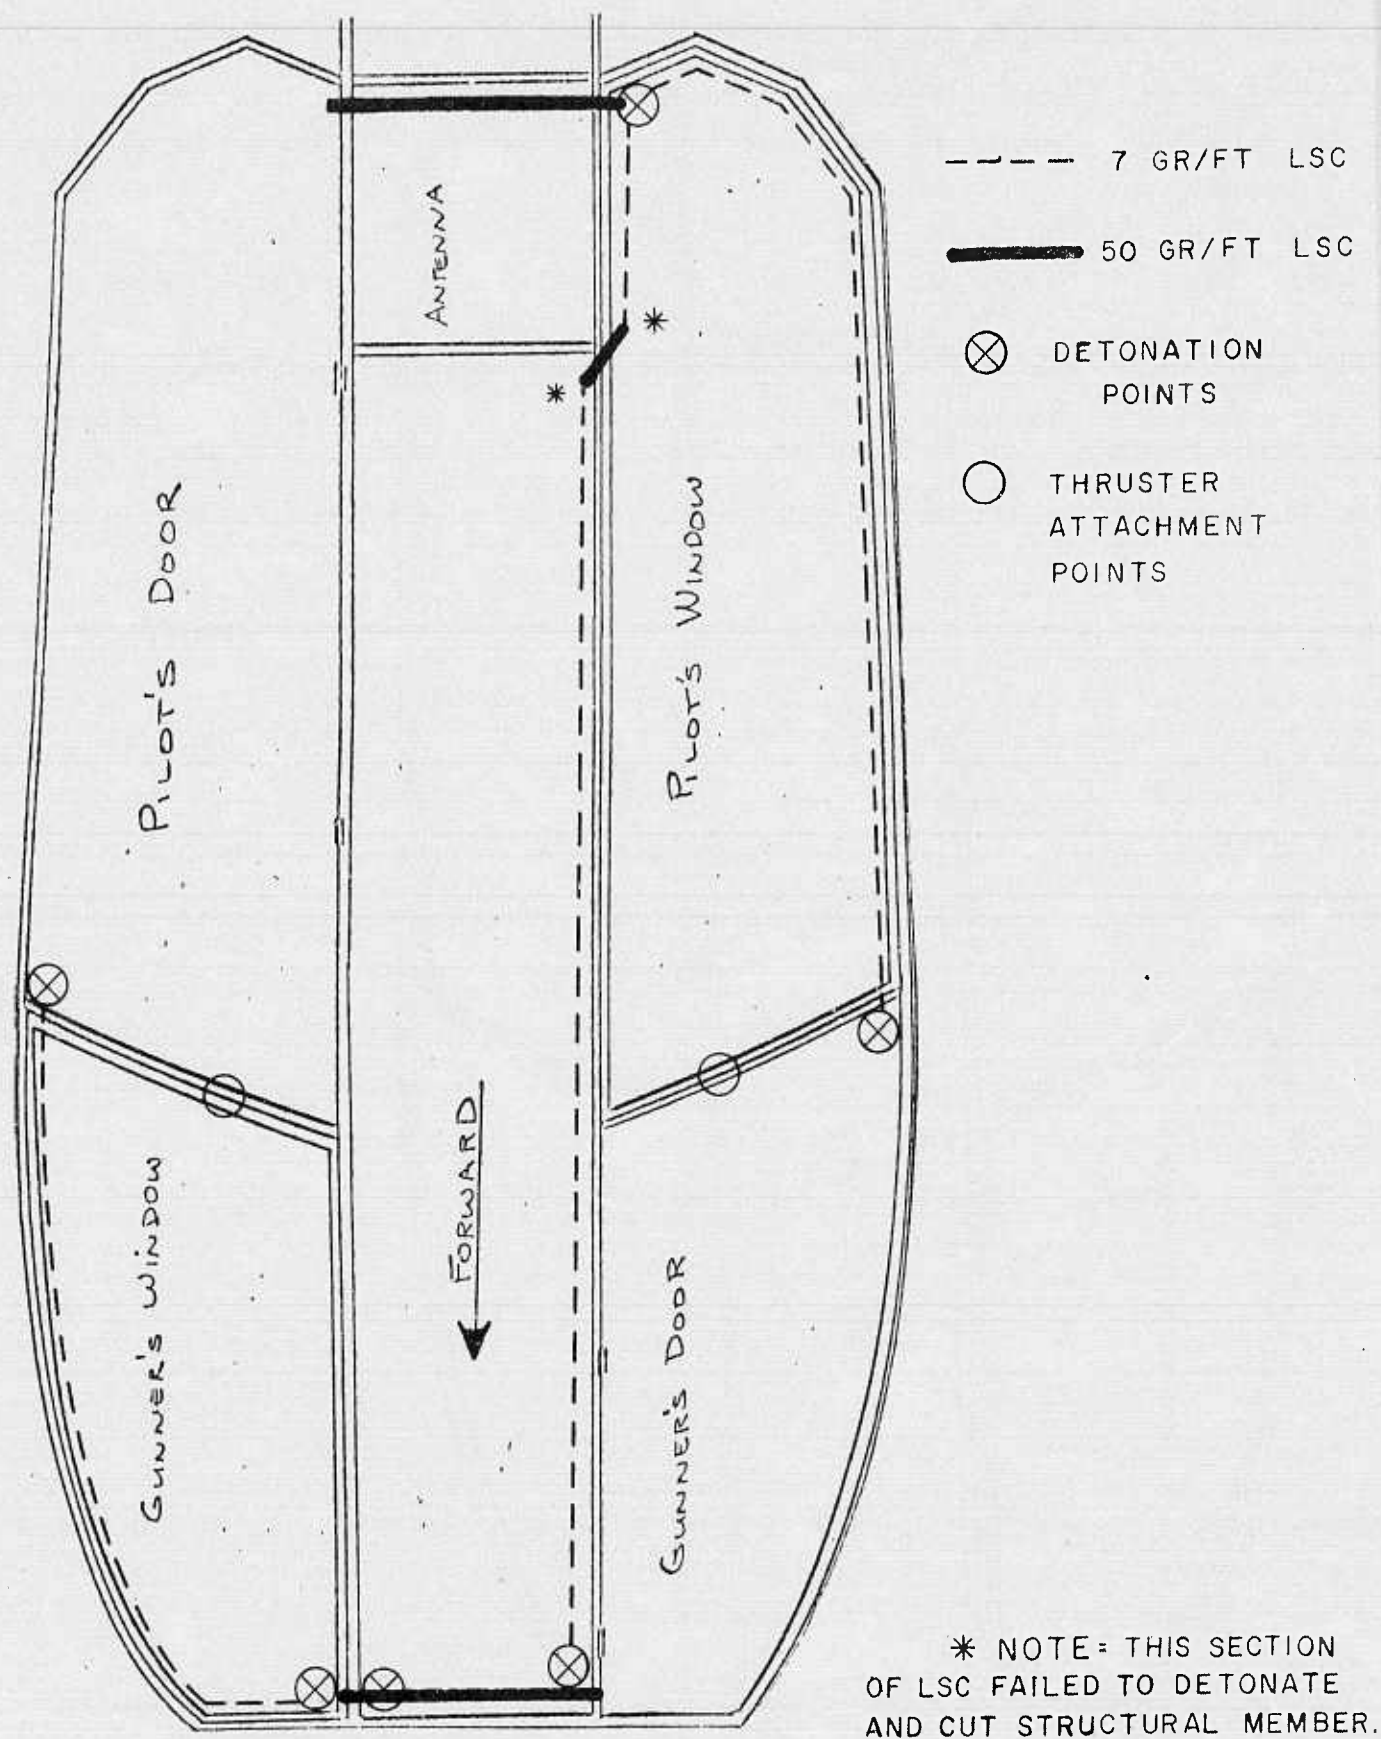 7 GR/FT LSC
50 GR/FT LSC
DETONATION
POINTS
THRUSTER
ATTACHMENT
POINTS
ANTENNA
PILOT'S DOOR
PILOT'S WINDOW
FORWARD
GUNNER'S WINDOW
GUNNER'S DOOR
*
*
* NOTE: THIS SECTION
OF LSC FAILED TO DETONATE
AND CUT STRUCTURAL MEMBER.